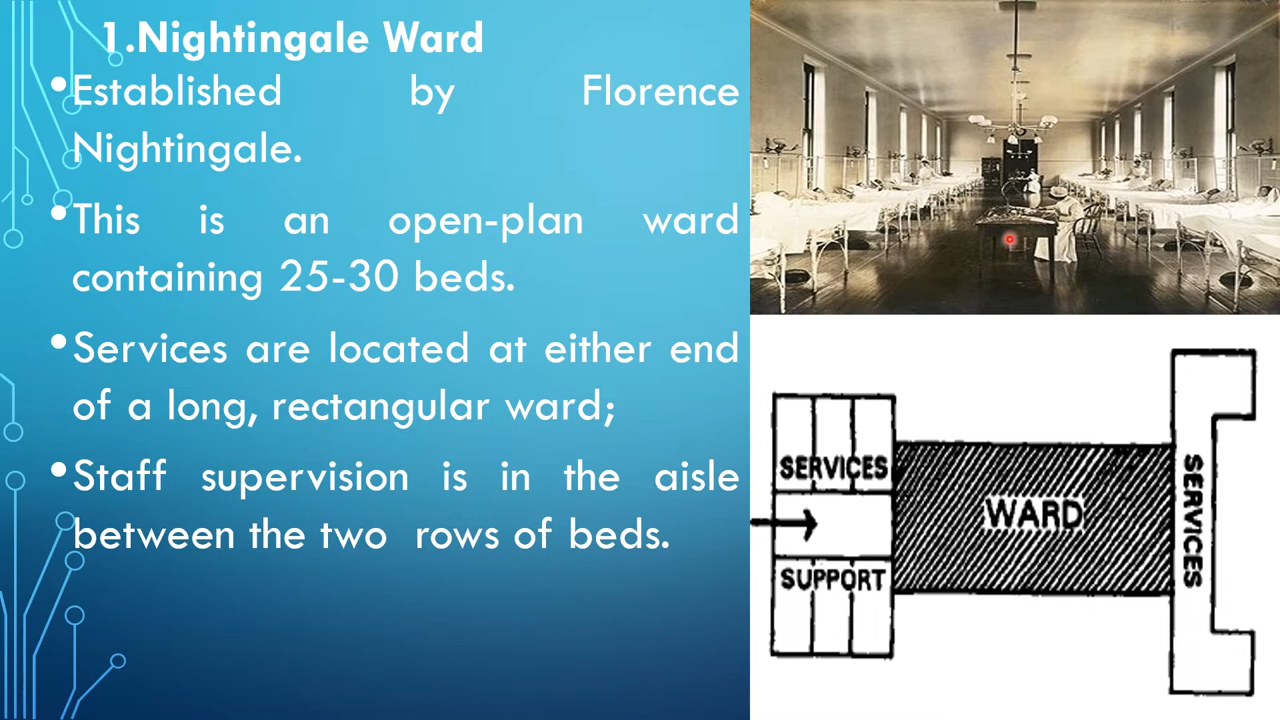 1.Nightingale Ward
•Established by Florence
Nightingale.
•This is an open-plan ward
containing 25-30 beds.
•Services are located at either end
of a long, rectangular ward;
•Staff supervision is in the aisle
between the two rows of beds.
SERVICES
SUPPORT
WARD
SERVICES